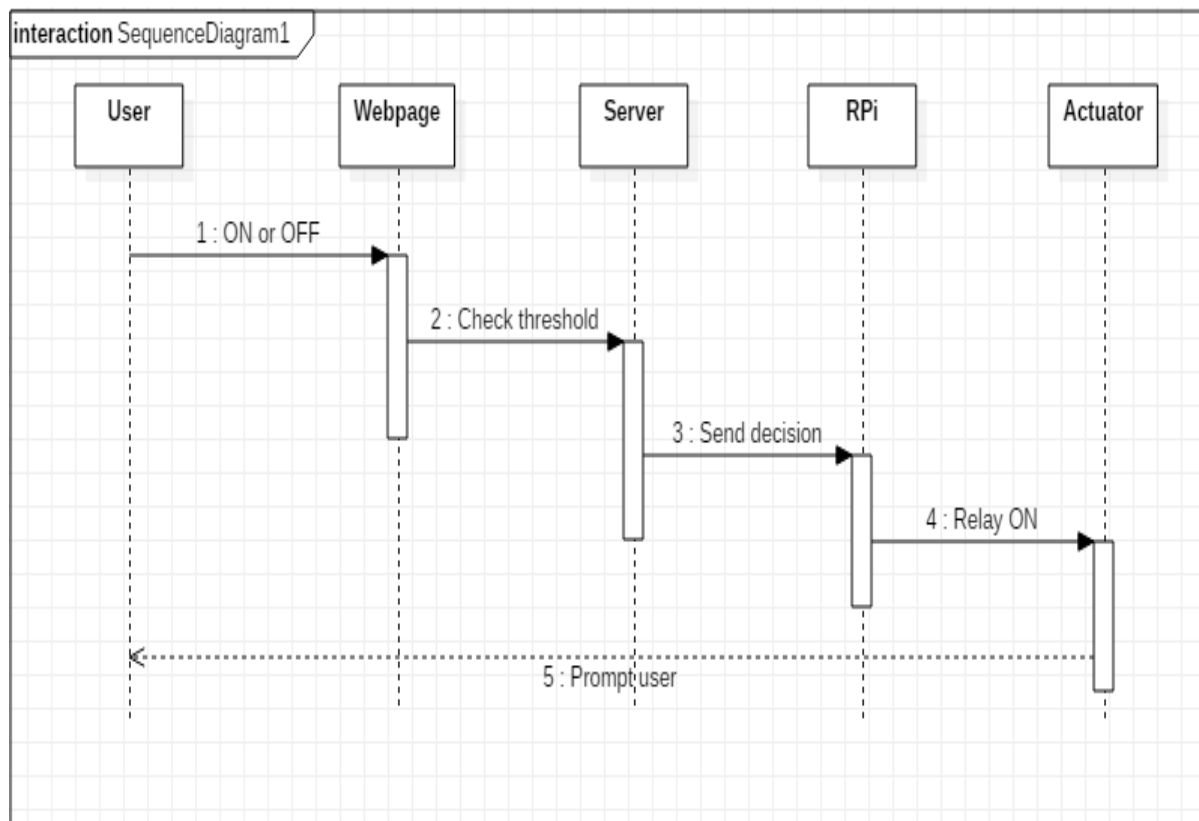 interaction SequenceDiagram1
User
Webpage
Server
RPi
Actuator
1 : ON or OFF
2 : Check threshold
3 : Send decision
4 : Relay ON
5 : Prompt user